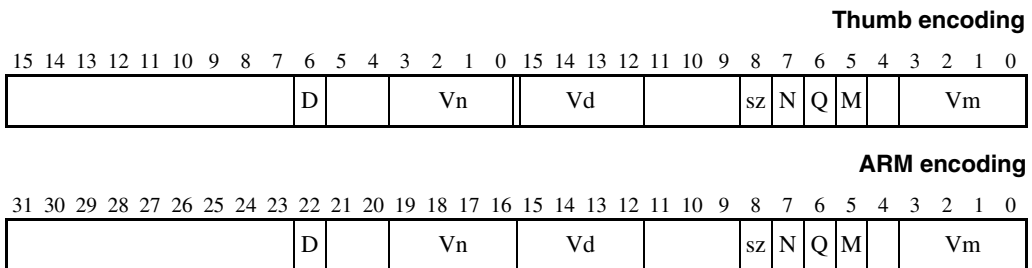 Thumb encoding
15 14 13 12 11 10 9 8 7 6 5 4 3 2 1 0 15 14 13 12 11 10 9 8 7 6 5 4 3 2 1 0
D Vn Vd sz N Q M Vm
ARM encoding
31 30 29 28 27 26 25 24 23 22 21 20 19 18 17 16 15 14 13 12 11 10 9 8 7 6 5 4 3 2 1 0
D Vn Vd sz N Q M Vm